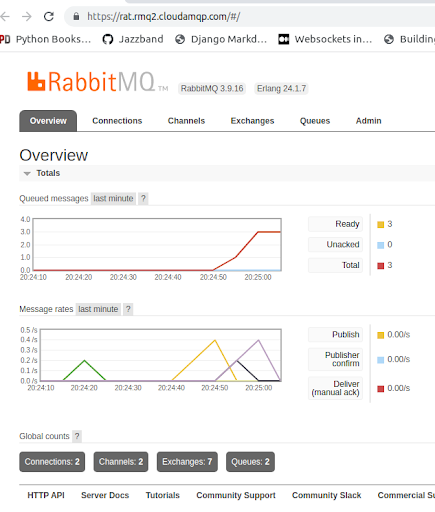 https://rat.rmq2.cloudamqp.com/#/
PD Python Books... Jazzband Django Markd... Websockets in... Building
RabbitMQ TM RabbitMQ 3.9.16 Erlang 24.1.7
Overview Connections Channels Exchanges Queues Admin
Overview
Totals
Queued messages last minute ?
4.0
3.0
2.0
1.0
0.0
20:24:10 20:24:20 20:24:30 20:24:40 20:24:50 20:25:00
Ready 3
Unacked 0
Total 3
Message rates last minute ?
0.5 /s
0.4 /s
0.3 /s
0.2 /s
0.1 /s
0.0 /s
20:24:10 20:24:20 20:24:30 20:24:40 20:24:50 20:25:00
Publish 0.00/s
Publisher
confirm 0.00/s
Deliver
(manual ack) 0.00/s
Global counts ?
Connections: 2 Channels: 2 Exchanges: 7 Queues: 2
HTTP API Server Docs Tutorials Community Support Community Slack Commercial Su